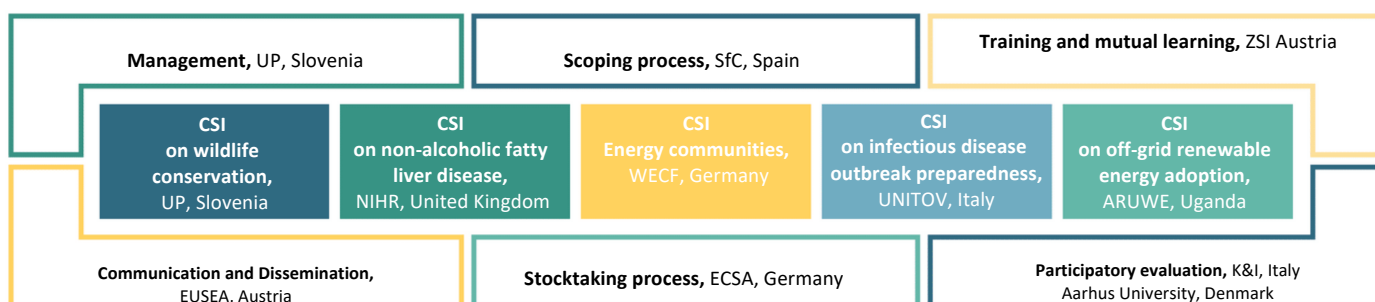 Management, UP, Slovenia
Scoping process, SfC, Spain
Training and mutual learning, ZSI Austria
CSI
on wildlife
conservation,
UP, Slovenia
CSI
on non-alcoholic fatty
liver disease,
NIHR, United Kingdom
CSI
Energy communities,
WECF, Germany
CSI
on infectious disease
outbreak preparedness,
UNITOV, Italy
CSI
on off-grid renewable
energy adoption,
ARUWE, Uganda
Communication and Dissemination,
EUSEA, Austria
Stocktaking process, ECSA, Germany
Participatory evaluation, K&I, Italy
Aarhus University, Denmark